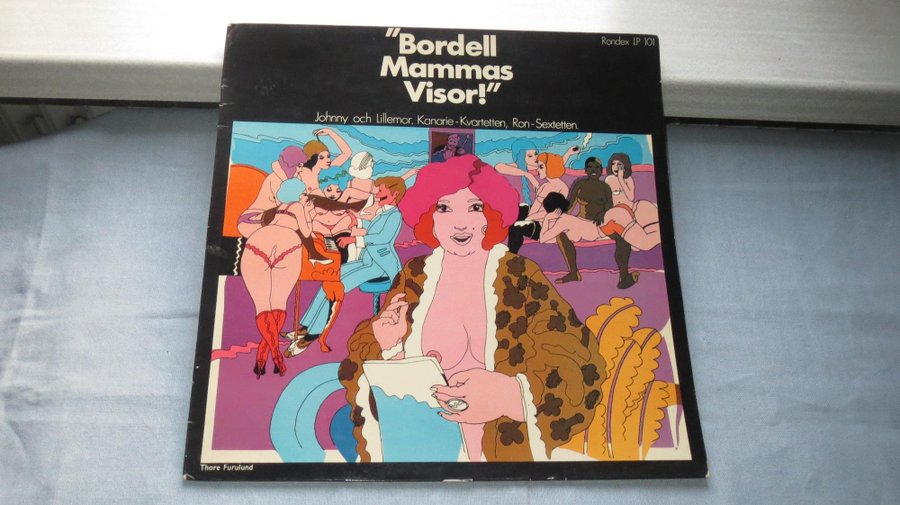 "Bordell
Mammas
Visor!"
Rondex LP 101
Johnny och Lillemor, Kanarie-Kvartetten, Ron-Sextetten.
Thore Furulund